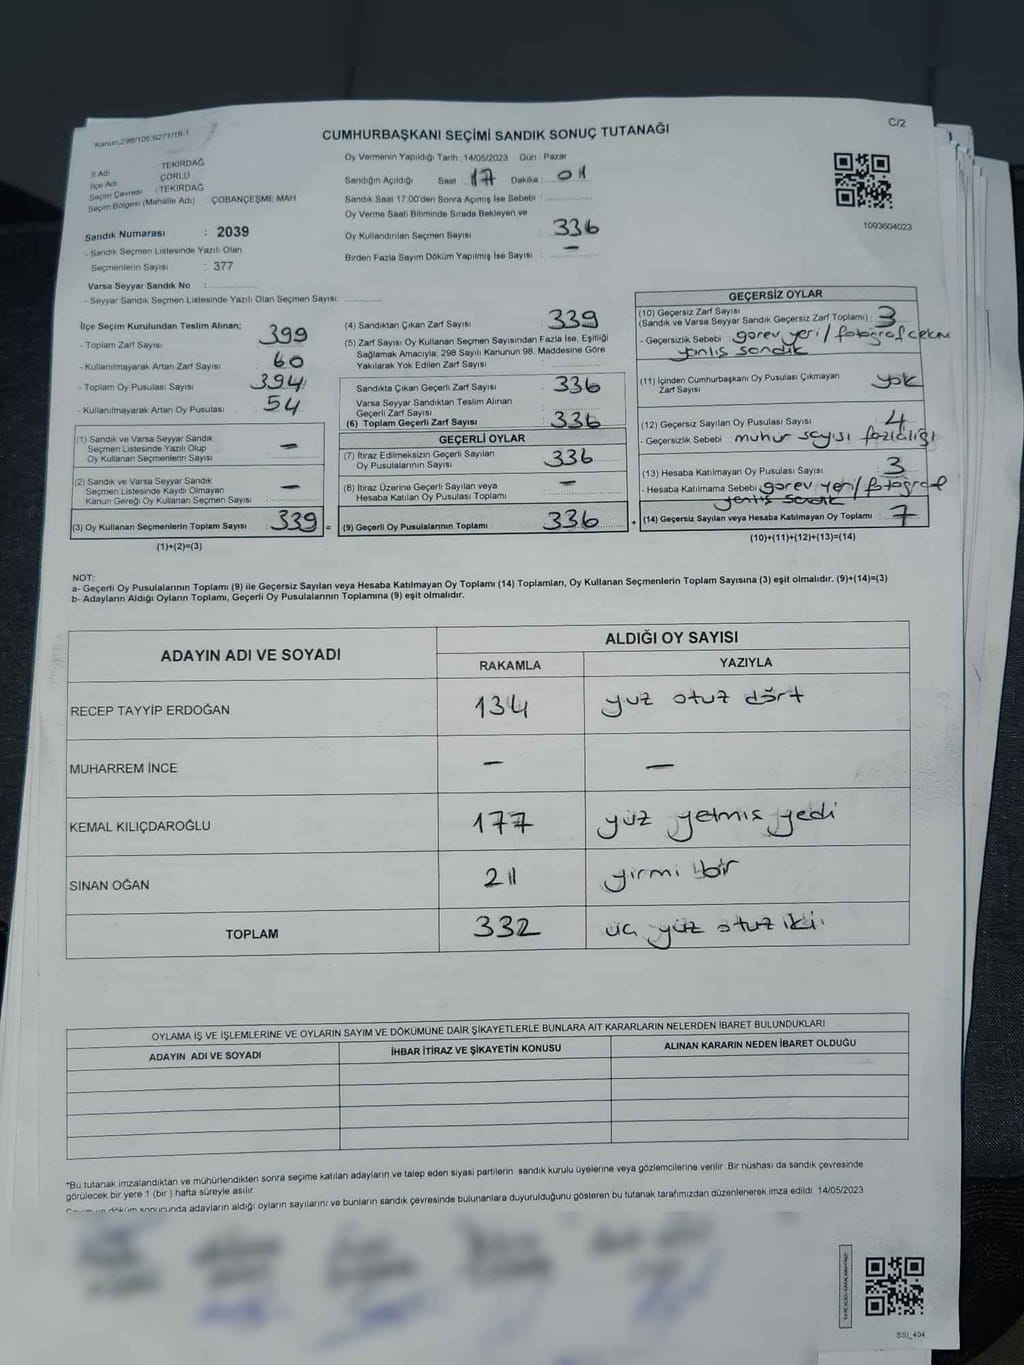 Kanun:298/105/6271/18-1
C/2
CUMHURBAŞKANI SEÇİMİ SANDIK SONUÇ TUTANAĞI
İl Adı : TEKİRDAĞ
İlçe Adı : ÇORLU
Seçim Çevresi : TEKİRDAĞ
Seçim Bölgesi (Mahalle Adı) : ÇOBANÇEŞME MAH
Sandık Numarası : 2039
- Sandık Seçmen Listesinde Yazılı Olan
Seçmenlerin Sayısı : 377
Varsa Seyyar Sandık No :
- Seyyar Sandık Seçmen Listesinde Yazılı Olan Seçmen Sayısı:
Oy Vermenin Yapıldığı Tarih :14/05/2023 Gün : Pazar
Sandığın Açıldığı Saat : 17 Dakika : 01
Sandık Saat 17.00'den Sonra Açımış İse Sebebi :
Oy Verme Saati Bitiminde Sırada Bekleyen ve
Oy Kullandırılan Seçmen Sayısı : 336
Birden Fazla Sayım Döküm Yapılmış İse Sayısı : —
1093604023
İlçe Seçim Kurulundan Teslim Alınan;
- Toplam Zarf Sayısı : 399
- Kullanılmayarak Artan Zarf Sayısı : 60
- Toplam Oy Pusulası Sayısı : 394
- Kullanılmayarak Artan Oy Pusulası : 54
(1) Sandık ve Varsa Seyyar Sandık
Seçmen Listesinde Yazılı Olup
Oy Kullanan Seçmenlerin Sayısı : —
(2) Sandık ve Varsa Seyyar Sandık
Seçmen Listesinde Kayıtlı Olmayan
Kanun Gereği Oy Kullanan Seçmen Sayısı : —
(3) Oy Kullanan Seçmenlerin Toplam Sayısı : 339 =
(1)+(2)=(3)
(4) Sandıktan Çıkan Zarf Sayısı : 339
(5) Zarf Sayısı Oy Kullanan Seçmen Sayısından Fazla İse, Eşitliği
Sağlamak Amacıyla, 298 Sayılı Kanunun 98. Maddesine Göre
Yakılarak Yok Edilen Zarf Sayısı :
Sandıkta Çıkan Geçerli Zarf Sayısı : 336
Varsa Seyyar Sandıktan Teslim Alınan
Geçerli Zarf Sayısı :
(6) Toplam Geçerli Zarf Sayısı : 336
GEÇERLİ OYLAR
(7) İtiraz Edilmeksizin Geçerli Sayılan
Oy Pusulalarının Sayısı : 336
(8) İtiraz Üzerine Geçerli Sayılan veya
Hesaba Katılan Oy Pusulası Toplamı : —
(9) Geçerli Oy Pusulalarının Toplamı : 336 +
GEÇERSİZ OYLAR
(10) Geçersiz Zarf Sayısı
(Sandık ve Varsa Seyyar Sandık Geçersiz Zarf Toplamı) : 3
- Geçersizlik Sebebi gorev yeri/fotoğraf cekm
yanlıs sandık
(11) İçinden Cumhurbaşkanı Oy Pusulası Çıkmayan
Zarf Sayısı : yok
(12) Geçersiz Sayılan Oy Pusulası Sayısı : 4
- Geçersizlik Sebebi muhur sayısı fazlalığı
(13) Hesaba Katılmayan Oy Pusulası Sayısı : 3
- Hesaba Katılmama Sebebi gorev yeri/fotoğraf
yanlıs sandık
(14) Geçersiz Sayılan veya Hesaba Katılmayan Oy Toplamı : 7
(10)+(11)+(12)+(13)=(14)
NOT:
a- Geçerli Oy Pusulalarının Toplamı (9) ile Geçersiz Sayılan veya Hesaba Katılmayan Oy Toplamı (14) Toplamları, Oy Kullanan Seçmenlerin Toplam Sayısına (3) eşit olmalıdır. (9)+(14)=(3)
b- Adayların Aldığı Oyların Toplamı, Geçerli Oy Pusulalarının Toplamına (9) eşit olmalıdır.
ADAYIN ADI VE SOYADI
ALDIĞI OY SAYISI
RAKAMLA YAZIYLA
RECEP TAYYİP ERDOĞAN 134 yuz otuz dört
MUHARREM İNCE — —
KEMAL KILIÇDAROĞLU 177 yüz yetmis yedi
SİNAN OĞAN 21 yirmi bir
TOPLAM 332 üç yüz otuz iki.
OYLAMA İŞ VE İŞLEMLERİNE VE OYLARIN SAYIM VE DÖKÜMÜNE DAİR ŞİKAYETLERLE BUNLARA AİT KARARLARIN NELERDEN İBARET BULUNDUKLARI
ADAYIN ADI VE SOYADI İHBAR İTİRAZ VE ŞİKAYETİN KONUSU ALINAN KARARIN NEDEN İBARET OLDUĞU
*Bu tutanak imzalandıktan ve mühürlendikten sonra seçime katılan adayların ve talep eden siyasi partilerin sandık kurulu üyelerine veya gözlemcilerine verilir .Bir nüshası da sandık çevresinde
görülecek bir yere 1 (bir ) hafta süreyle asılır.
Sayım ve döküm sonucunda adayların aldığı oyların sayılarını ve bunların sandık çevresinde bulunanlara duyurulduğunu gösteren bu tutanak tarafımızdan düzenlenerek imza edildi. 14/05/2023
SSI_404